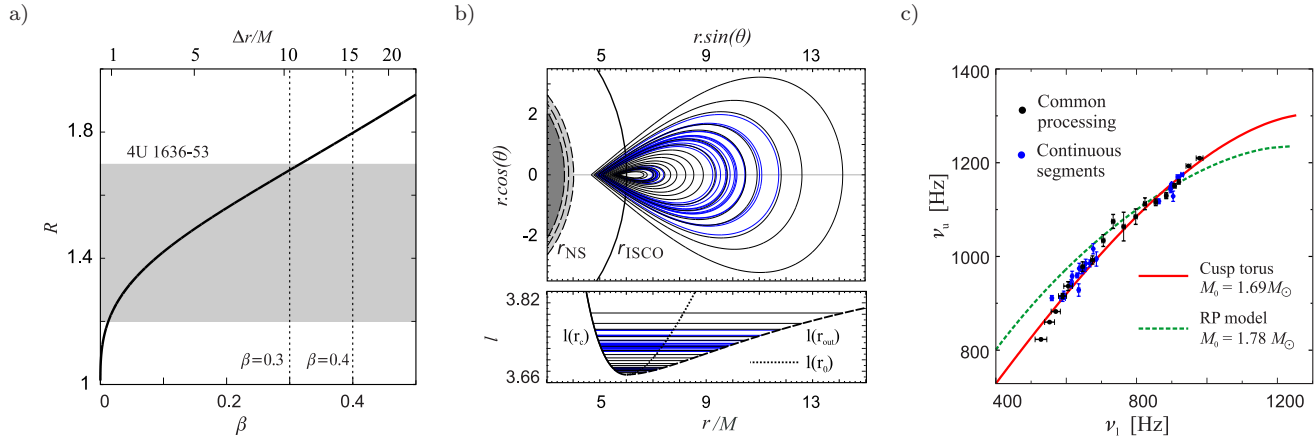 a)
Δr/M
1 5 10 15 20
R
1.8
1.4
1
4U 1636-53
β=0.3
β=0.4
0 0.2 0.4
β
b)
r.sin(θ)
5 9 13
r.cos(θ)
2
0
-2
r_NS
r_ISCO
l
3.82
3.66
l(r_c)
l(r_out)
l(r_0)
5 9 13
r/M
c)
ν_u [Hz]
1400
1200
1000
800
Common
processing
Continuous
segments
Cusp torus
M_0 = 1.69M_⊙
RP model
M_0 = 1.78 M_⊙
400 600 800 1200
ν_l [Hz]